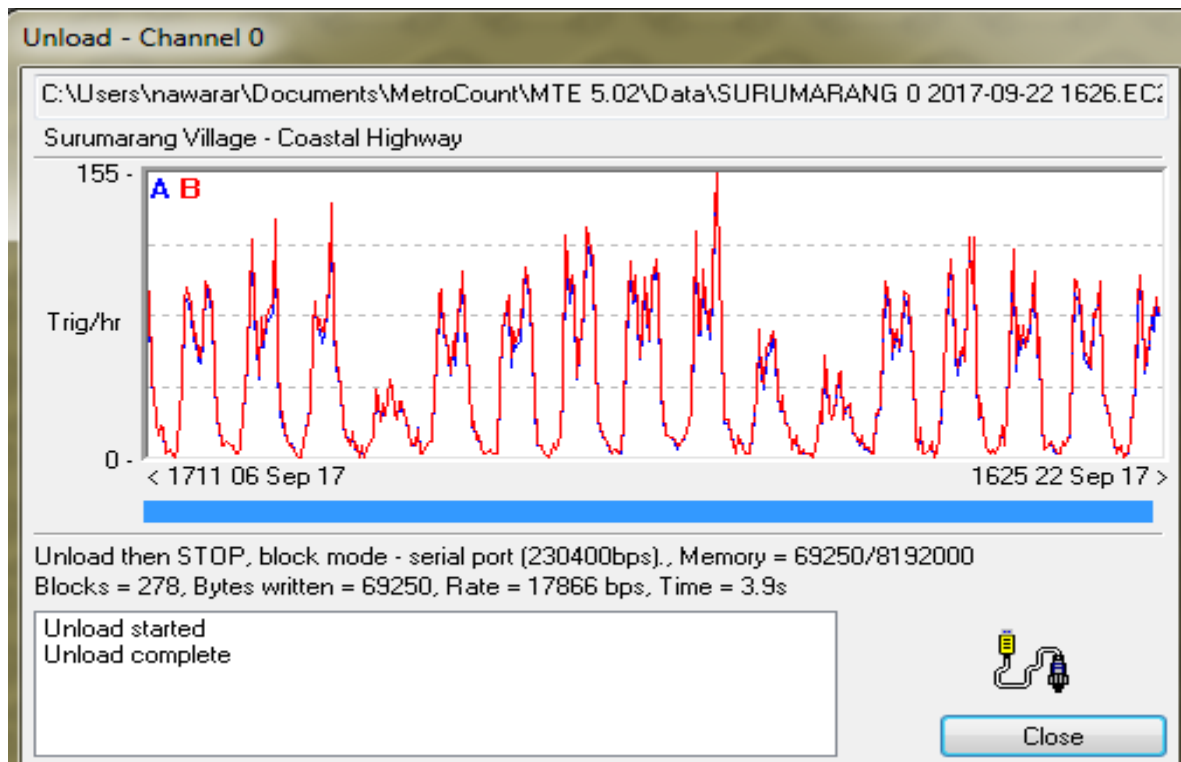 Unload - Channel 0
C:\Users\nawarar\Documents\MetroCount\MTE 5.02\Data\SURUMARANG 0 2017-09-22 1626.EC2
Surumarang Village - Coastal Highway
155 -
A B
Trig/hr
0 -
< 1711 06 Sep 17 1625 22 Sep 17 >
Unload then STOP, block mode - serial port (230400bps)., Memory = 69250/8192000
Blocks = 278, Bytes written = 69250, Rate = 17866 bps, Time = 3.9s
Unload started
Unload complete
Close